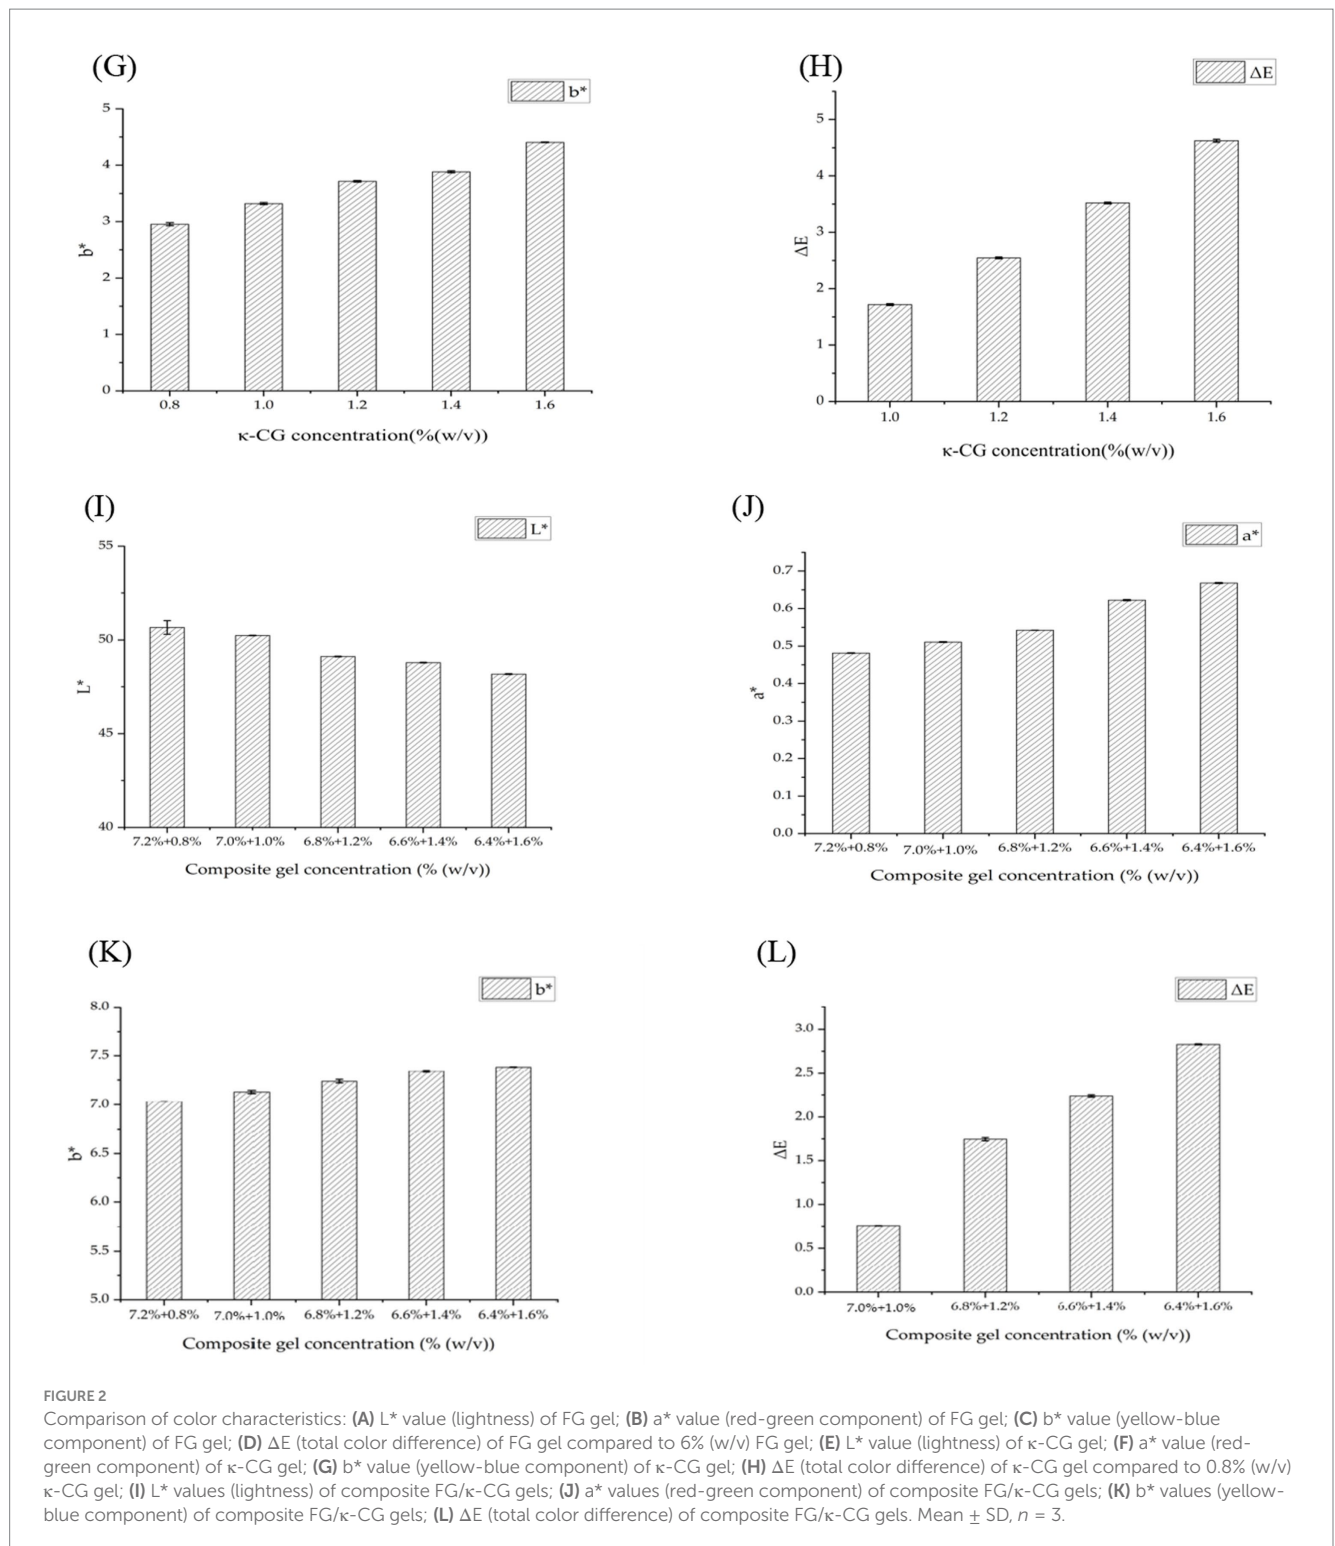 (G)
b*
5
4
3
2
1
0
b*
0.8 1.0 1.2 1.4 1.6
κ-CG concentration(%(w/v))
(H)
ΔE
5
4
3
2
1
0
ΔE
1.0 1.2 1.4 1.6
κ-CG concentration(%(w/v))
(I)
L*
55
50
45
40
L*
7.2%+0.8% 7.0%+1.0% 6.8%+1.2% 6.6%+1.4% 6.4%+1.6%
Composite gel concentration (% (w/v))
(J)
a*
0.7
0.6
0.5
0.4
0.3
0.2
0.1
0.0
a*
7.2%+0.8% 7.0%+1.0% 6.8%+1.2% 6.6%+1.4% 6.4%+1.6%
Composite gel concentration (% (w/v))
(K)
b*
8.0
7.5
7.0
6.5
6.0
5.5
5.0
b*
7.2%+0.8% 7.0%+1.0% 6.8%+1.2% 6.6%+1.4% 6.4%+1.6%
Composite gel concentration (% (w/v))
(L)
ΔE
3.0
2.5
2.0
1.5
1.0
0.5
0.0
ΔE
7.0%+1.0% 6.8%+1.2% 6.6%+1.4% 6.4%+1.6%
Composite gel concentration (% (w/v))
FIGURE 2
Comparison of color characteristics: (A) L* value (lightness) of FG gel; (B) a* value (red-green component) of FG gel; (C) b* value (yellow-blue
component) of FG gel; (D) ΔE (total color difference) of FG gel compared to 6% (w/v) FG gel; (E) L* value (lightness) of κ-CG gel; (F) a* value (red-
green component) of κ-CG gel; (G) b* value (yellow-blue component) of κ-CG gel; (H) ΔE (total color difference) of κ-CG gel compared to 0.8% (w/v)
κ-CG gel; (I) L* values (lightness) of composite FG/κ-CG gels; (J) a* values (red-green component) of composite FG/κ-CG gels; (K) b* values (yellow-
blue component) of composite FG/κ-CG gels; (L) ΔE (total color difference) of composite FG/κ-CG gels. Mean ± SD, n = 3.